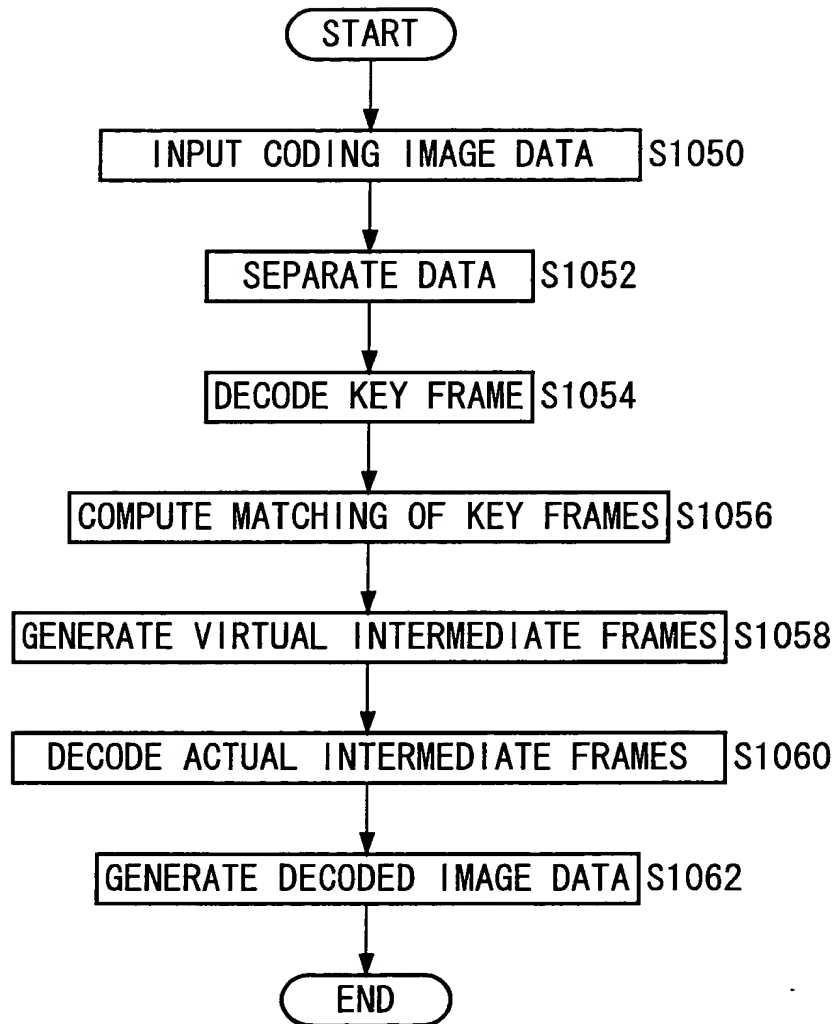 START
INPUT CODING IMAGE DATA S1050
SEPARATE DATA S1052
DECODE KEY FRAME S1054
COMPUTE MATCHING OF KEY FRAMES S1056
GENERATE VIRTUAL INTERMEDIATE FRAMES S1058
DECODE ACTUAL INTERMEDIATE FRAMES S1060
GENERATE DECODED IMAGE DATA S1062
END